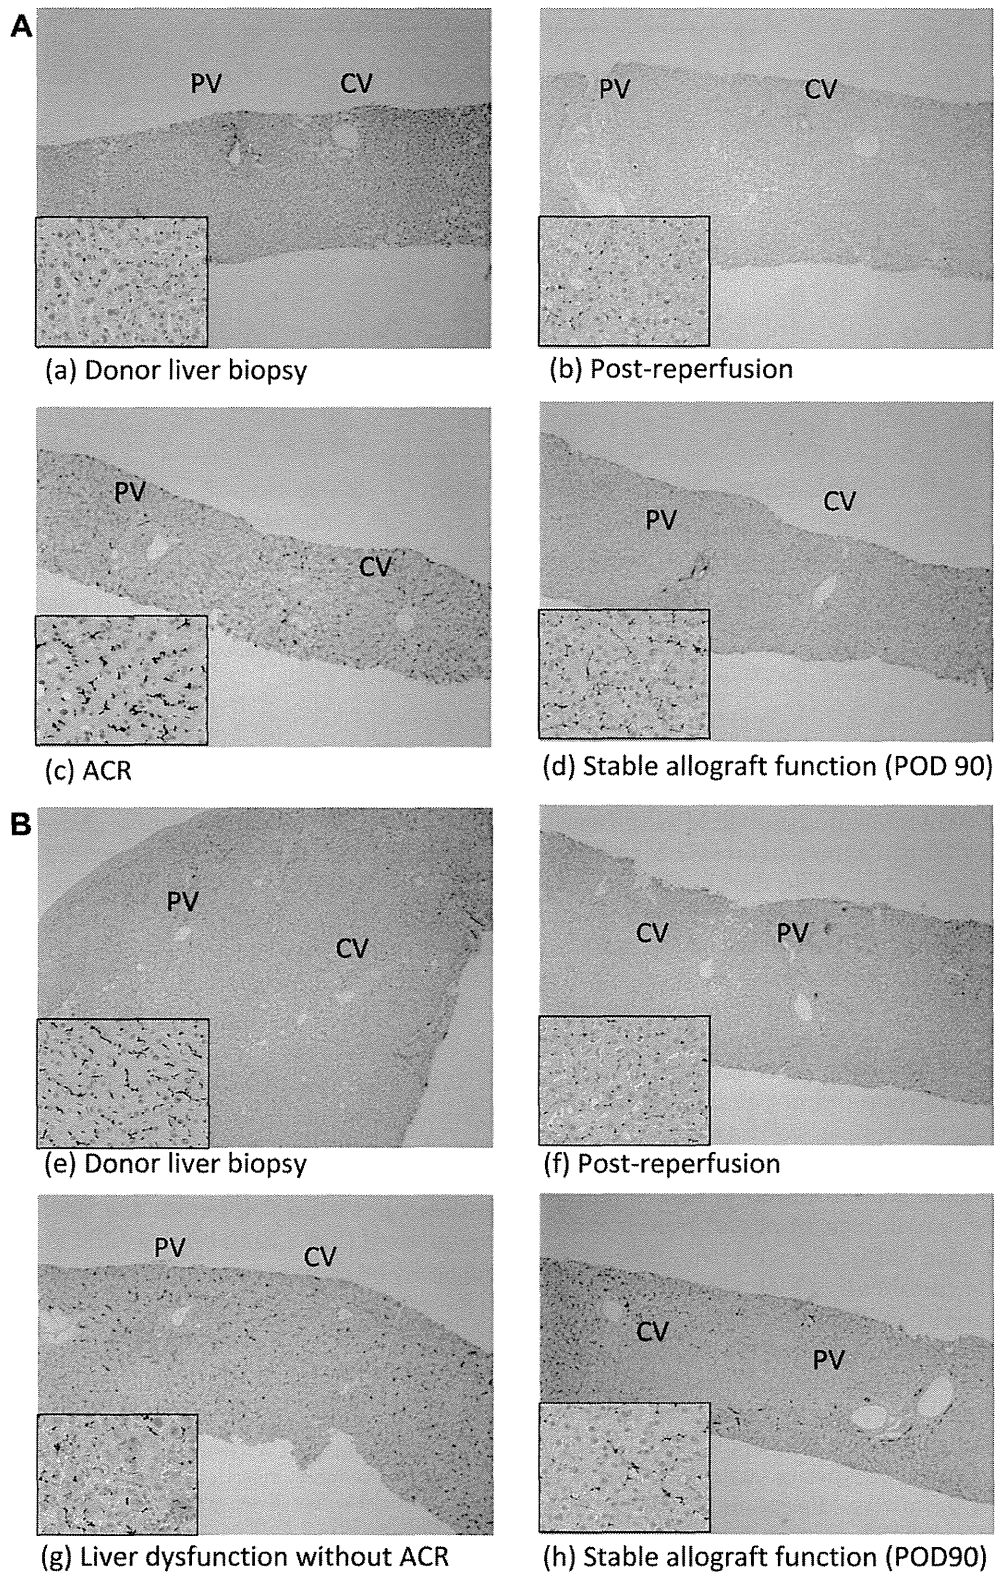 A
PV CV
(a) Donor liver biopsy
PV CV
(b) Post-reperfusion
PV
CV
(c) ACR
CV
PV
(d) Stable allograft function (POD 90)
B
PV
CV
(e) Donor liver biopsy
CV PV
(f) Post-reperfusion
PV CV
(g) Liver dysfunction without ACR
CV
PV
(h) Stable allograft function (POD90)